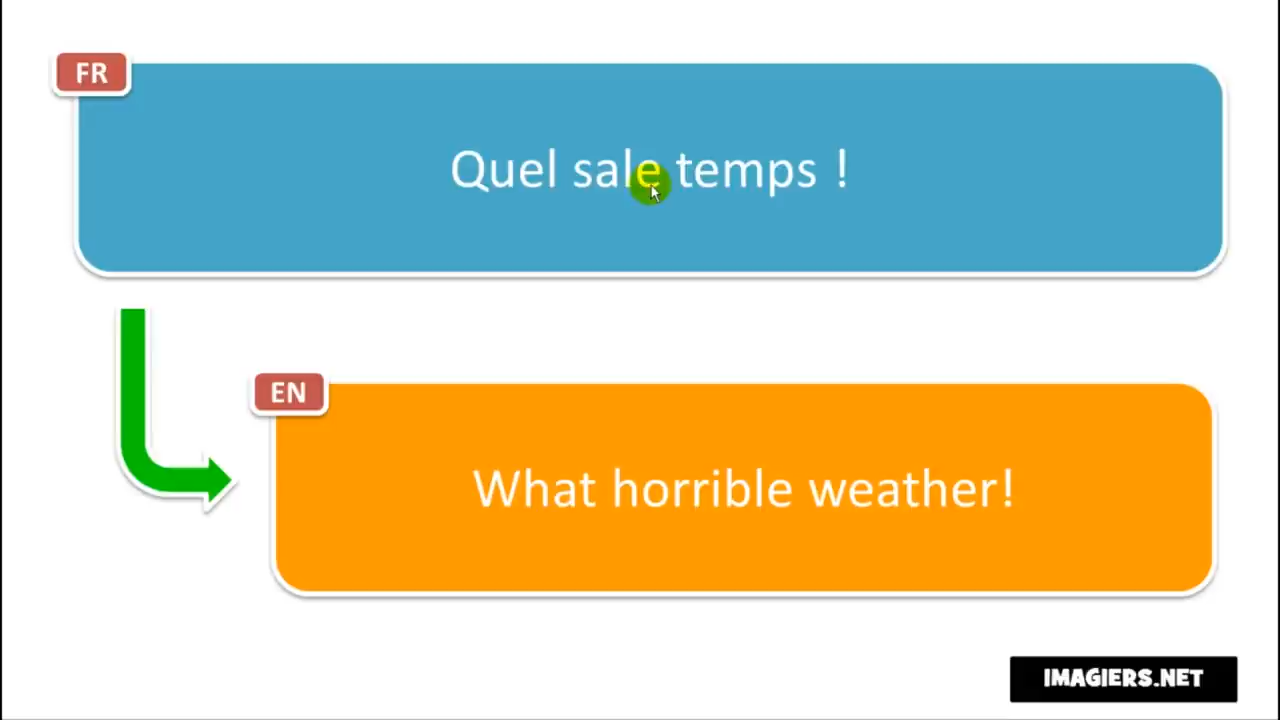 FR
Quel sale temps !
EN
What horrible weather!
IMAGIERS.NET